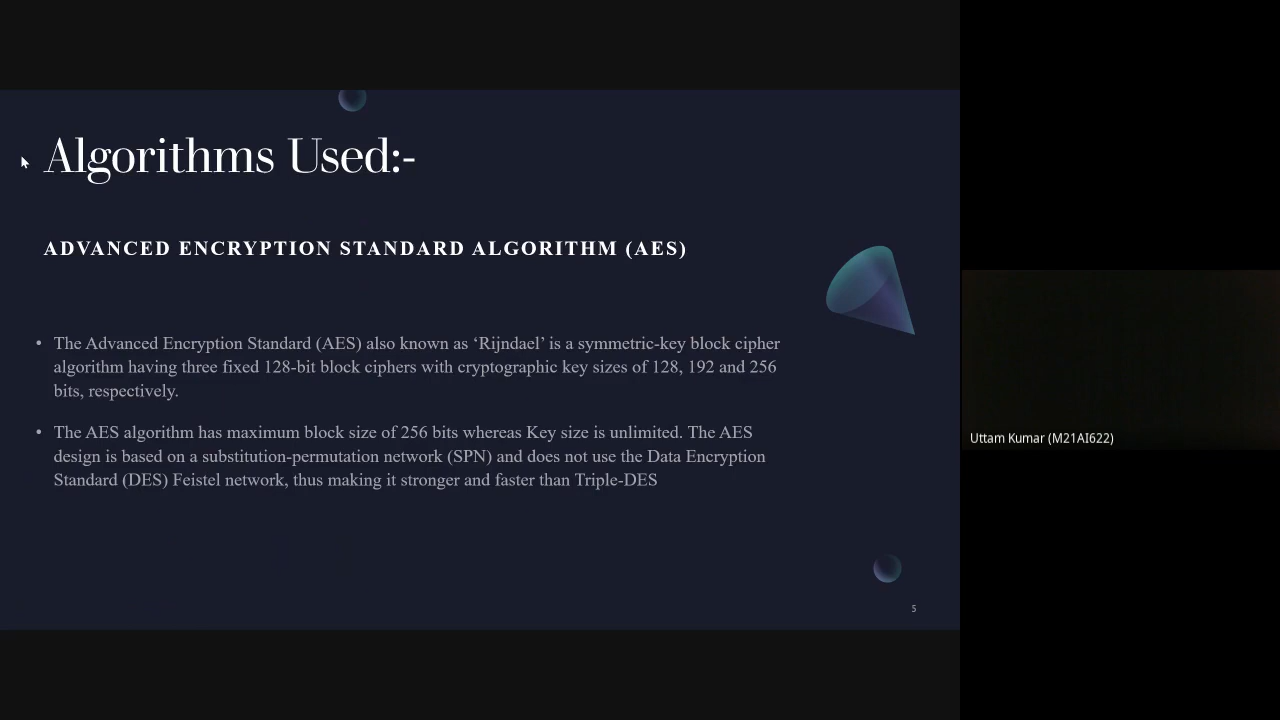 Algorithms Used:-
ADVANCED ENCRYPTION STANDARD ALGORITHM (AES)
• The Advanced Encryption Standard (AES) also known as ‘Rijndael’ is a symmetric-key block cipher
algorithm having three fixed 128-bit block ciphers with cryptographic key sizes of 128, 192 and 256
bits, respectively.
• The AES algorithm has maximum block size of 256 bits whereas Key size is unlimited. The AES
design is based on a substitution-permutation network (SPN) and does not use the Data Encryption
Standard (DES) Feistel network, thus making it stronger and faster than Triple-DES
5
Uttam Kumar (M21AI622)